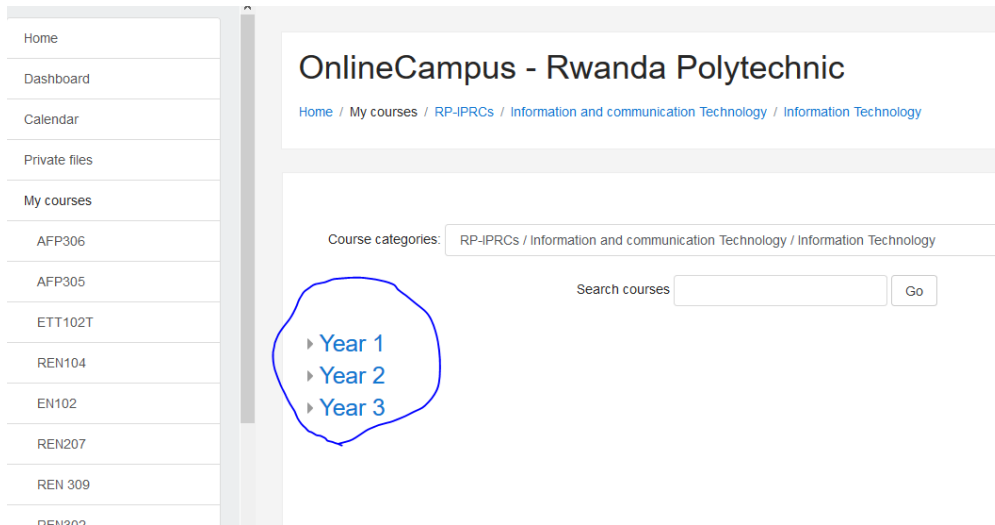 Home
Dashboard
Calendar
Private files
My courses
AFP306
AFP305
ETT102T
REN104
EN102
REN207
REN 309
REN302
OnlineCampus - Rwanda Polytechnic
Home / My courses / RP-IPRCs / Information and communication Technology / Information Technology
Course categories: RP-IPRCs / Information and communication Technology / Information Technology
Search courses Go
Year 1
Year 2
Year 3